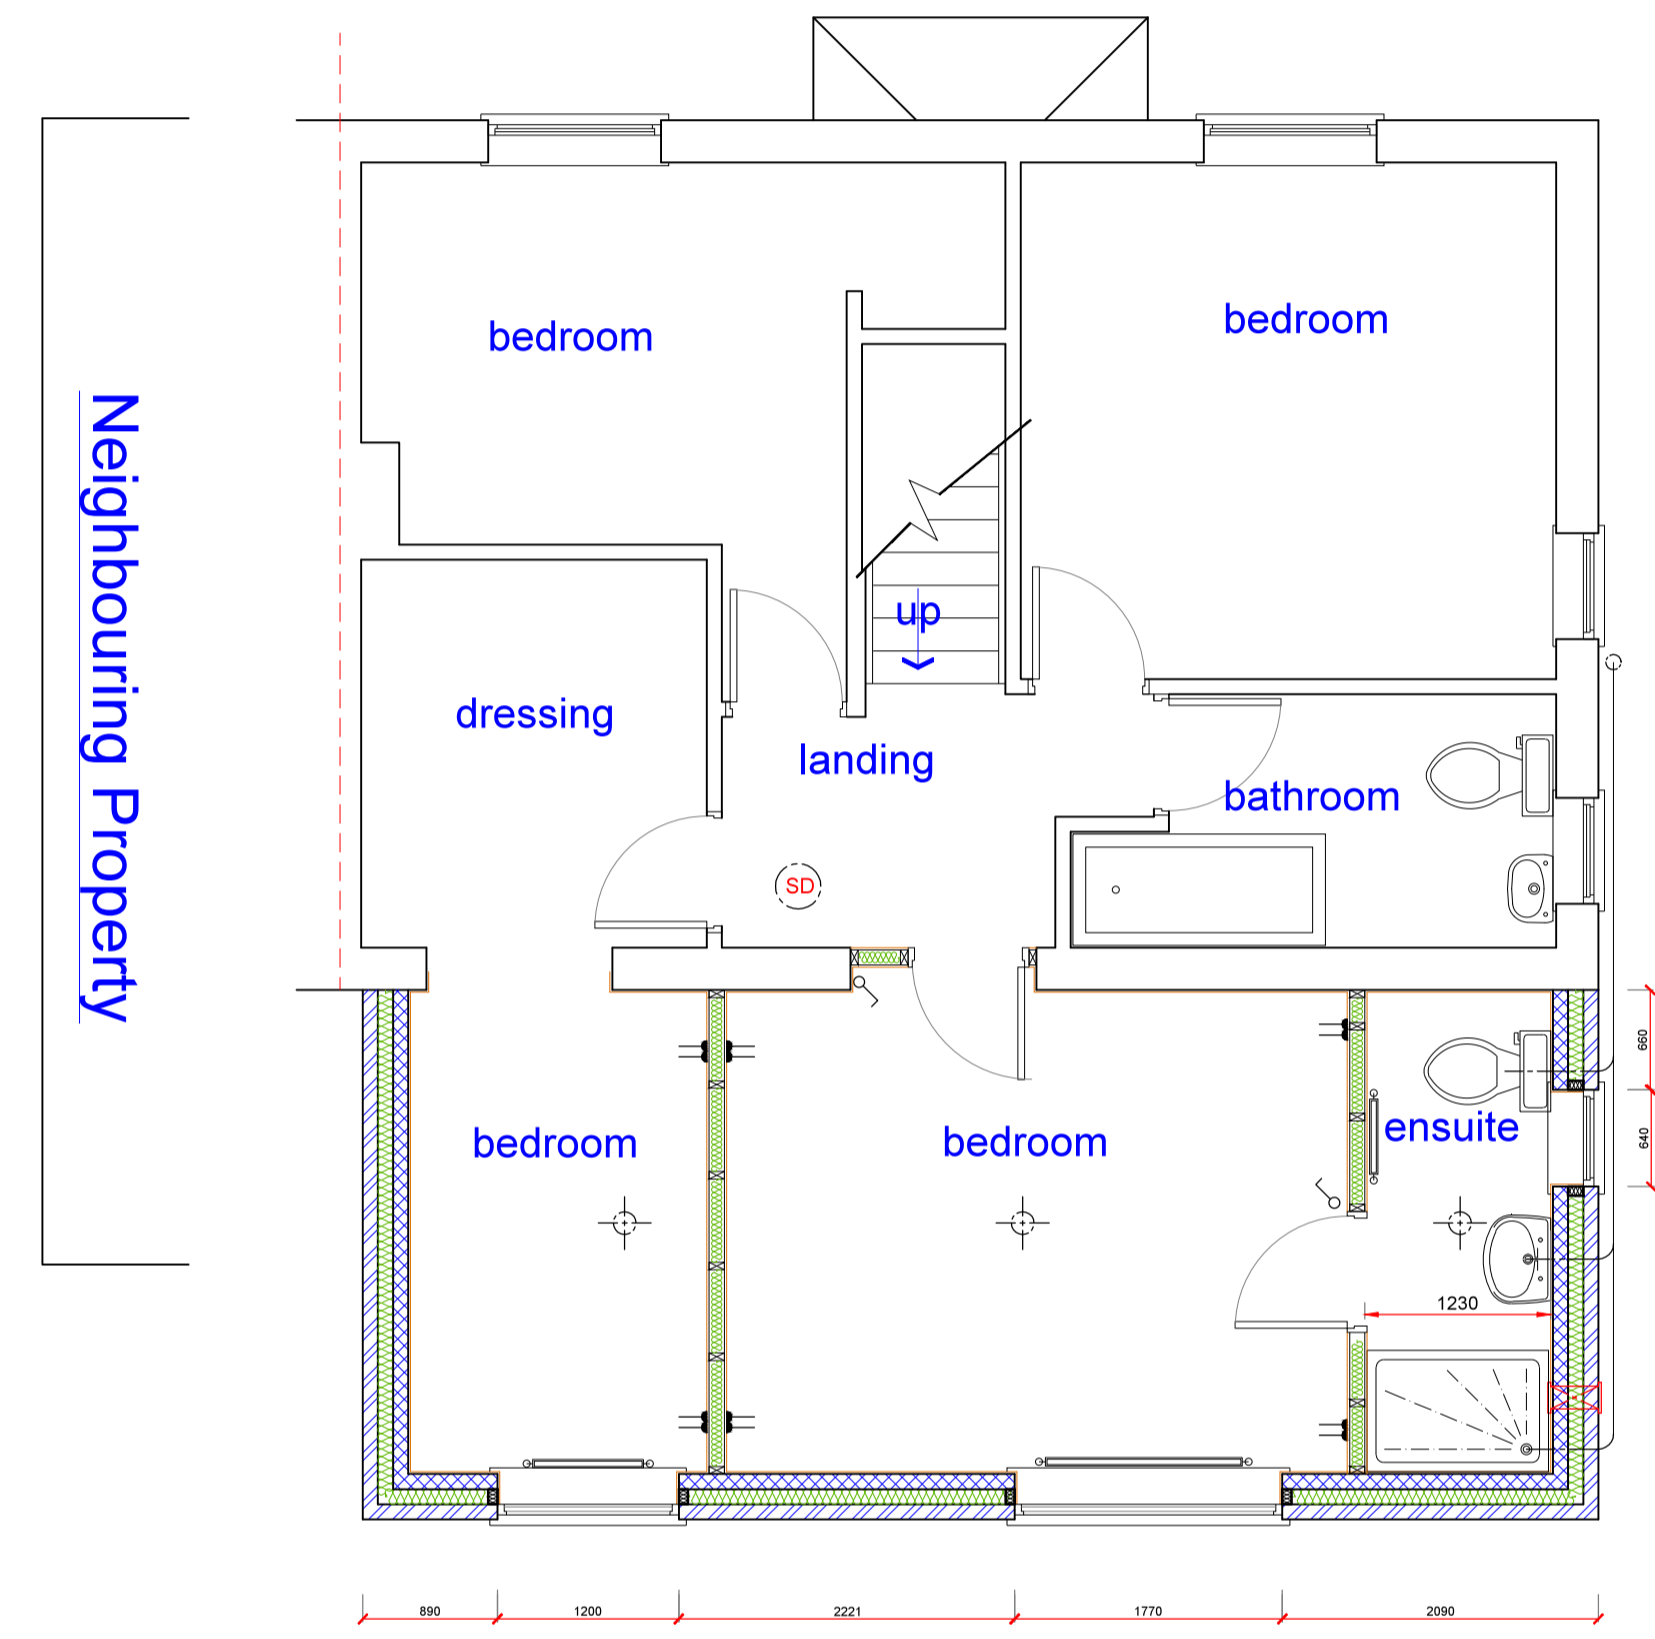 bedroom
bedroom
Neighbouring Property
up
dressing
landing
bathroom
SD
660
bedroom
bedroom
ensuite
640
1230
890
1200
2221
1770
2090